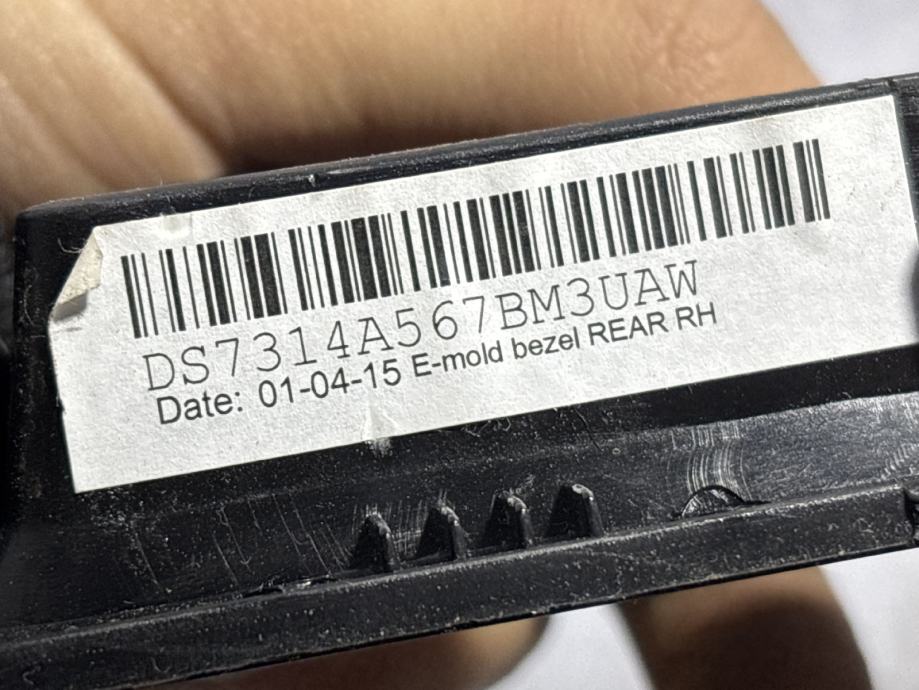 DS7314A567BM3UAW
Date: 01-04-15 E-mold bezel REAR RH